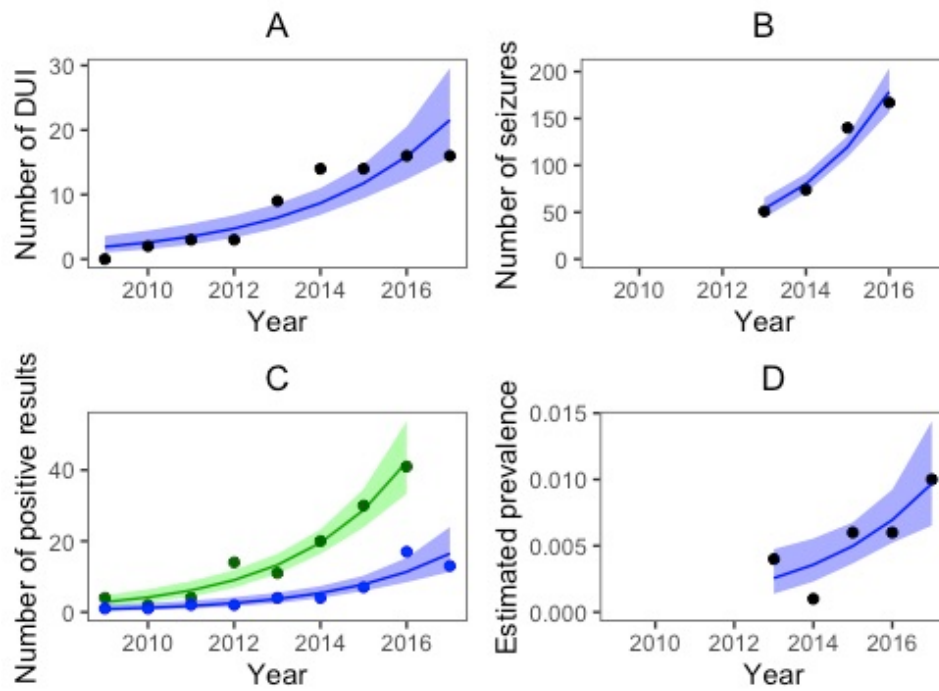 A
B
Number of DUI
30
20
10
0
2010 2012 2014 2016
Year
Number of seizures
200
150
100
50
0
2010 2012 2014 2016
Year
C
D
Number of positive results
40
20
0
2010 2012 2014 2016
Year
Estimated prevalence
0.015
0.010
0.005
0.000
2010 2012 2014 2016
Year